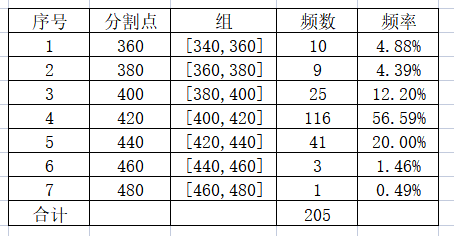 序号 分割点 组 频数 频率
1 360 [340,360] 10 4.88%
2 380 [360,380] 9 4.39%
3 400 [380,400] 25 12.20%
4 420 [400,420] 116 56.59%
5 440 [420,440] 41 20.00%
6 460 [440,460] 3 1.46%
7 480 [460,480] 1 0.49%
合计 205